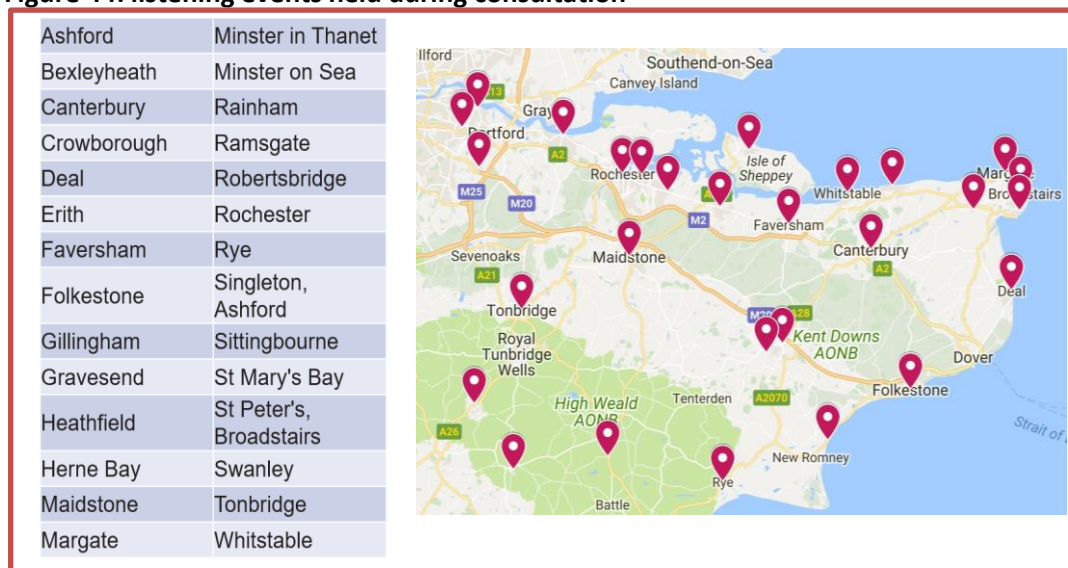 Figure listening events held during consultation
Ashford Minster in Thanet
Bexleyheath Minster on Sea
Canterbury Rainham
Crowborough Ramsgate
Deal Robertsbridge
Erith Rochester
Faversham Rye
Folkestone Singleton,
Ashford
Gillingham Sittingbourne
Gravesend St Mary's Bay
Heathfield St Peter's,
Broadstairs
Herne Bay Swanley
Maidstone Tonbridge
Margate Whitstable
Ilford
Southend-on-Sea
Canvey Island
A2
Isle of
Sheppey
Rochester
M25
M20
Whitstable
M2
Faversham
Canterbury
Sevenoaks
Maidstone
A21
A2
Deal
Tonbridge
Royal
Tunbridge
Wells
Kent Downs
AONB
Dover
Folkestone
Tenterden
A2070
High Weald
AONB
A26
Strait of
New Romney
Rye
Battle